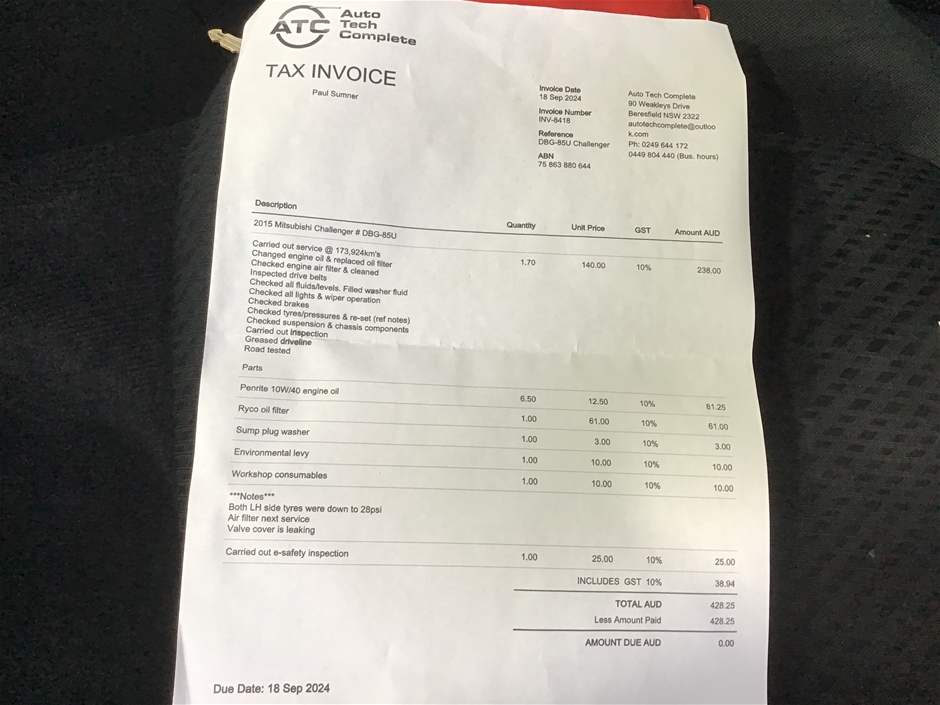 ATC Auto
Tech
Complete
TAX INVOICE
Paul Sumner
Invoice Date
18 Sep 2024
Invoice Number
INV-8418
Reference
DBG-85U Challenger
ABN
75 863 880 644
Auto Tech Complete
90 Weakleys Drive
Beresfield NSW 2322
autotechcomplete@outloo
k.com
Ph: 0249 644 172
0449 804 440 (Bus. hours)
Description Quantity Unit Price GST Amount AUD
2015 Mitsubishi Challenger # DBG-85U
Carried out service @ 173,924km's 1.70 140.00 10% 238.00
Changed engine oil & replaced oil filter
Checked engine air filter & cleaned
Inspected drive belts
Checked all fluids/levels. Filled washer fluid
Checked all lights & wiper operation
Checked brakes
Checked tyres/pressures & re-set (ref notes)
Checked suspension & chassis components
Carried out inspection
Greased driveline
Road tested
Parts
Penrite 10W/40 engine oil 6.50 12.50 10% 81.25
Ryco oil filter 1.00 61.00 10% 61.00
Sump plug washer 1.00 3.00 10% 3.00
Environmental levy 1.00 10.00 10% 10.00
Workshop consumables 1.00 10.00 10% 10.00
***Notes***
Both LH side tyres were down to 28psi
Air filter next service
Valve cover is leaking
Carried out e-safety inspection 1.00 25.00 10% 25.00
INCLUDES GST 10% 38.94
TOTAL AUD 428.25
Less Amount Paid 428.25
AMOUNT DUE AUD 0.00
Due Date: 18 Sep 2024